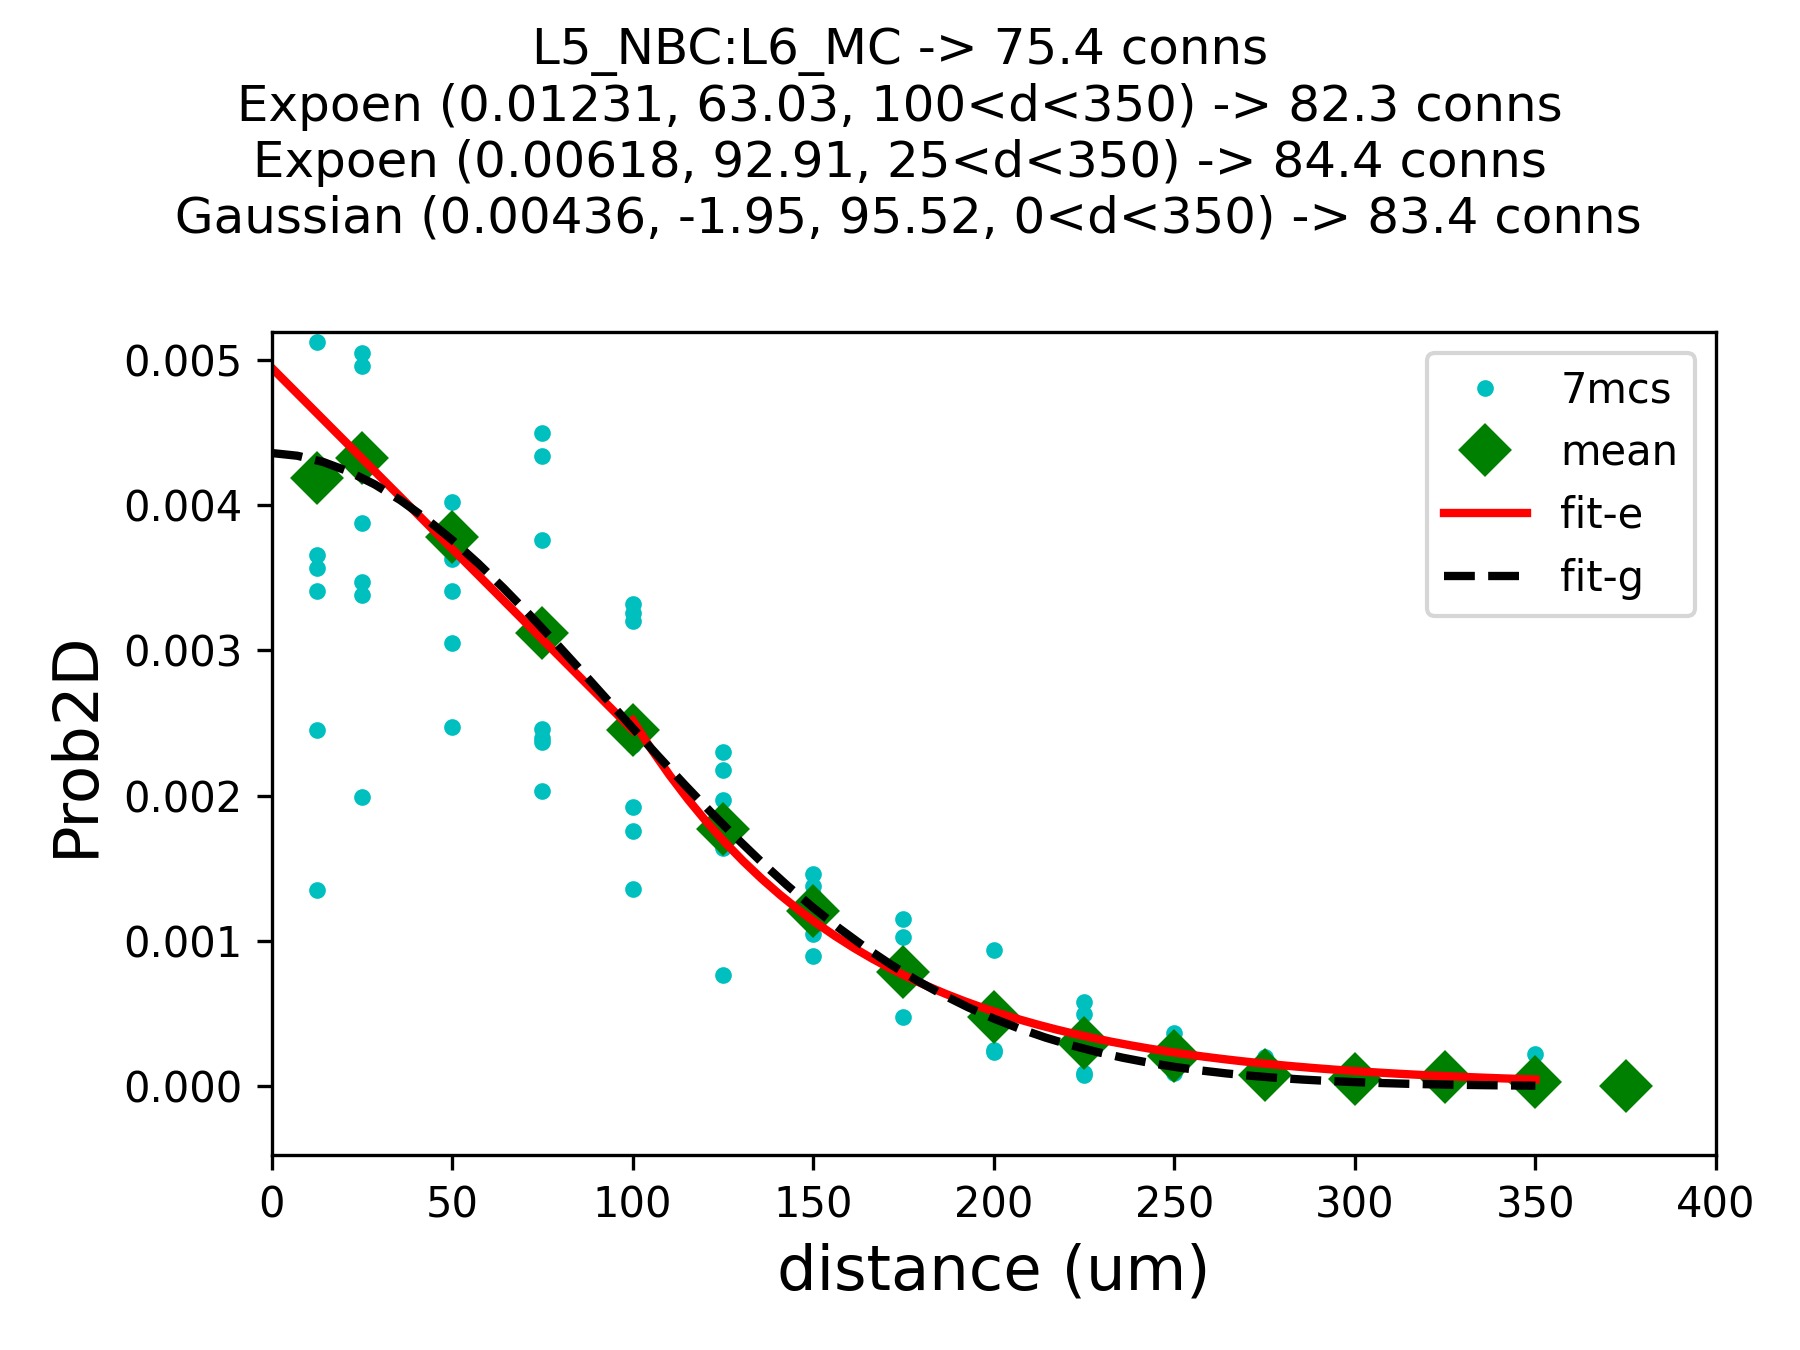 L5_NBC:L6_MC -> 75.4 conns
Expoen (0.01231, 63.03, 100<d<350) -> 82.3 conns
Expoen (0.00618, 92.91, 25<d<350) -> 84.4 conns
Gaussian (0.00436, -1.95, 95.52, 0<d<350) -> 83.4 conns
7mcs
mean
fit-e
fit-g
Prob2D
0.005
0.004
0.003
0.002
0.001
0.000
0 50 100 150 200 250 300 350 400
distance (um)